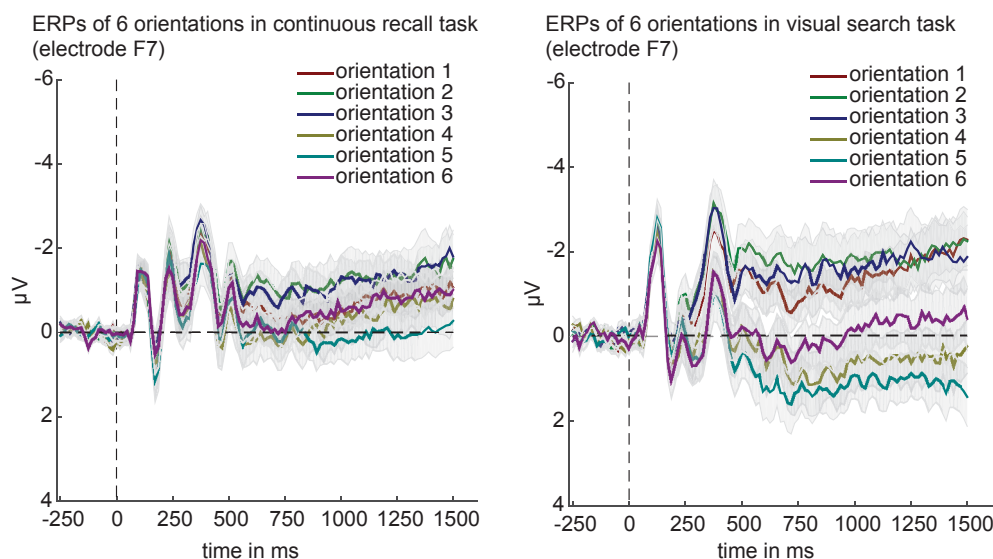 ERPs of 6 orientations in continuous recall task
(electrode F7)
orientation 1
orientation 2
orientation 3
orientation 4
orientation 5
orientation 6
-6
-4
-2
0
2
4
µV
-250 0 250 500 750 1000 1250 1500
time in ms
ERPs of 6 orientations in visual search task
(electrode F7)
orientation 1
orientation 2
orientation 3
orientation 4
orientation 5
orientation 6
-6
-4
-2
0
2
4
µV
-250 0 250 500 750 1000 1250 1500
time in ms